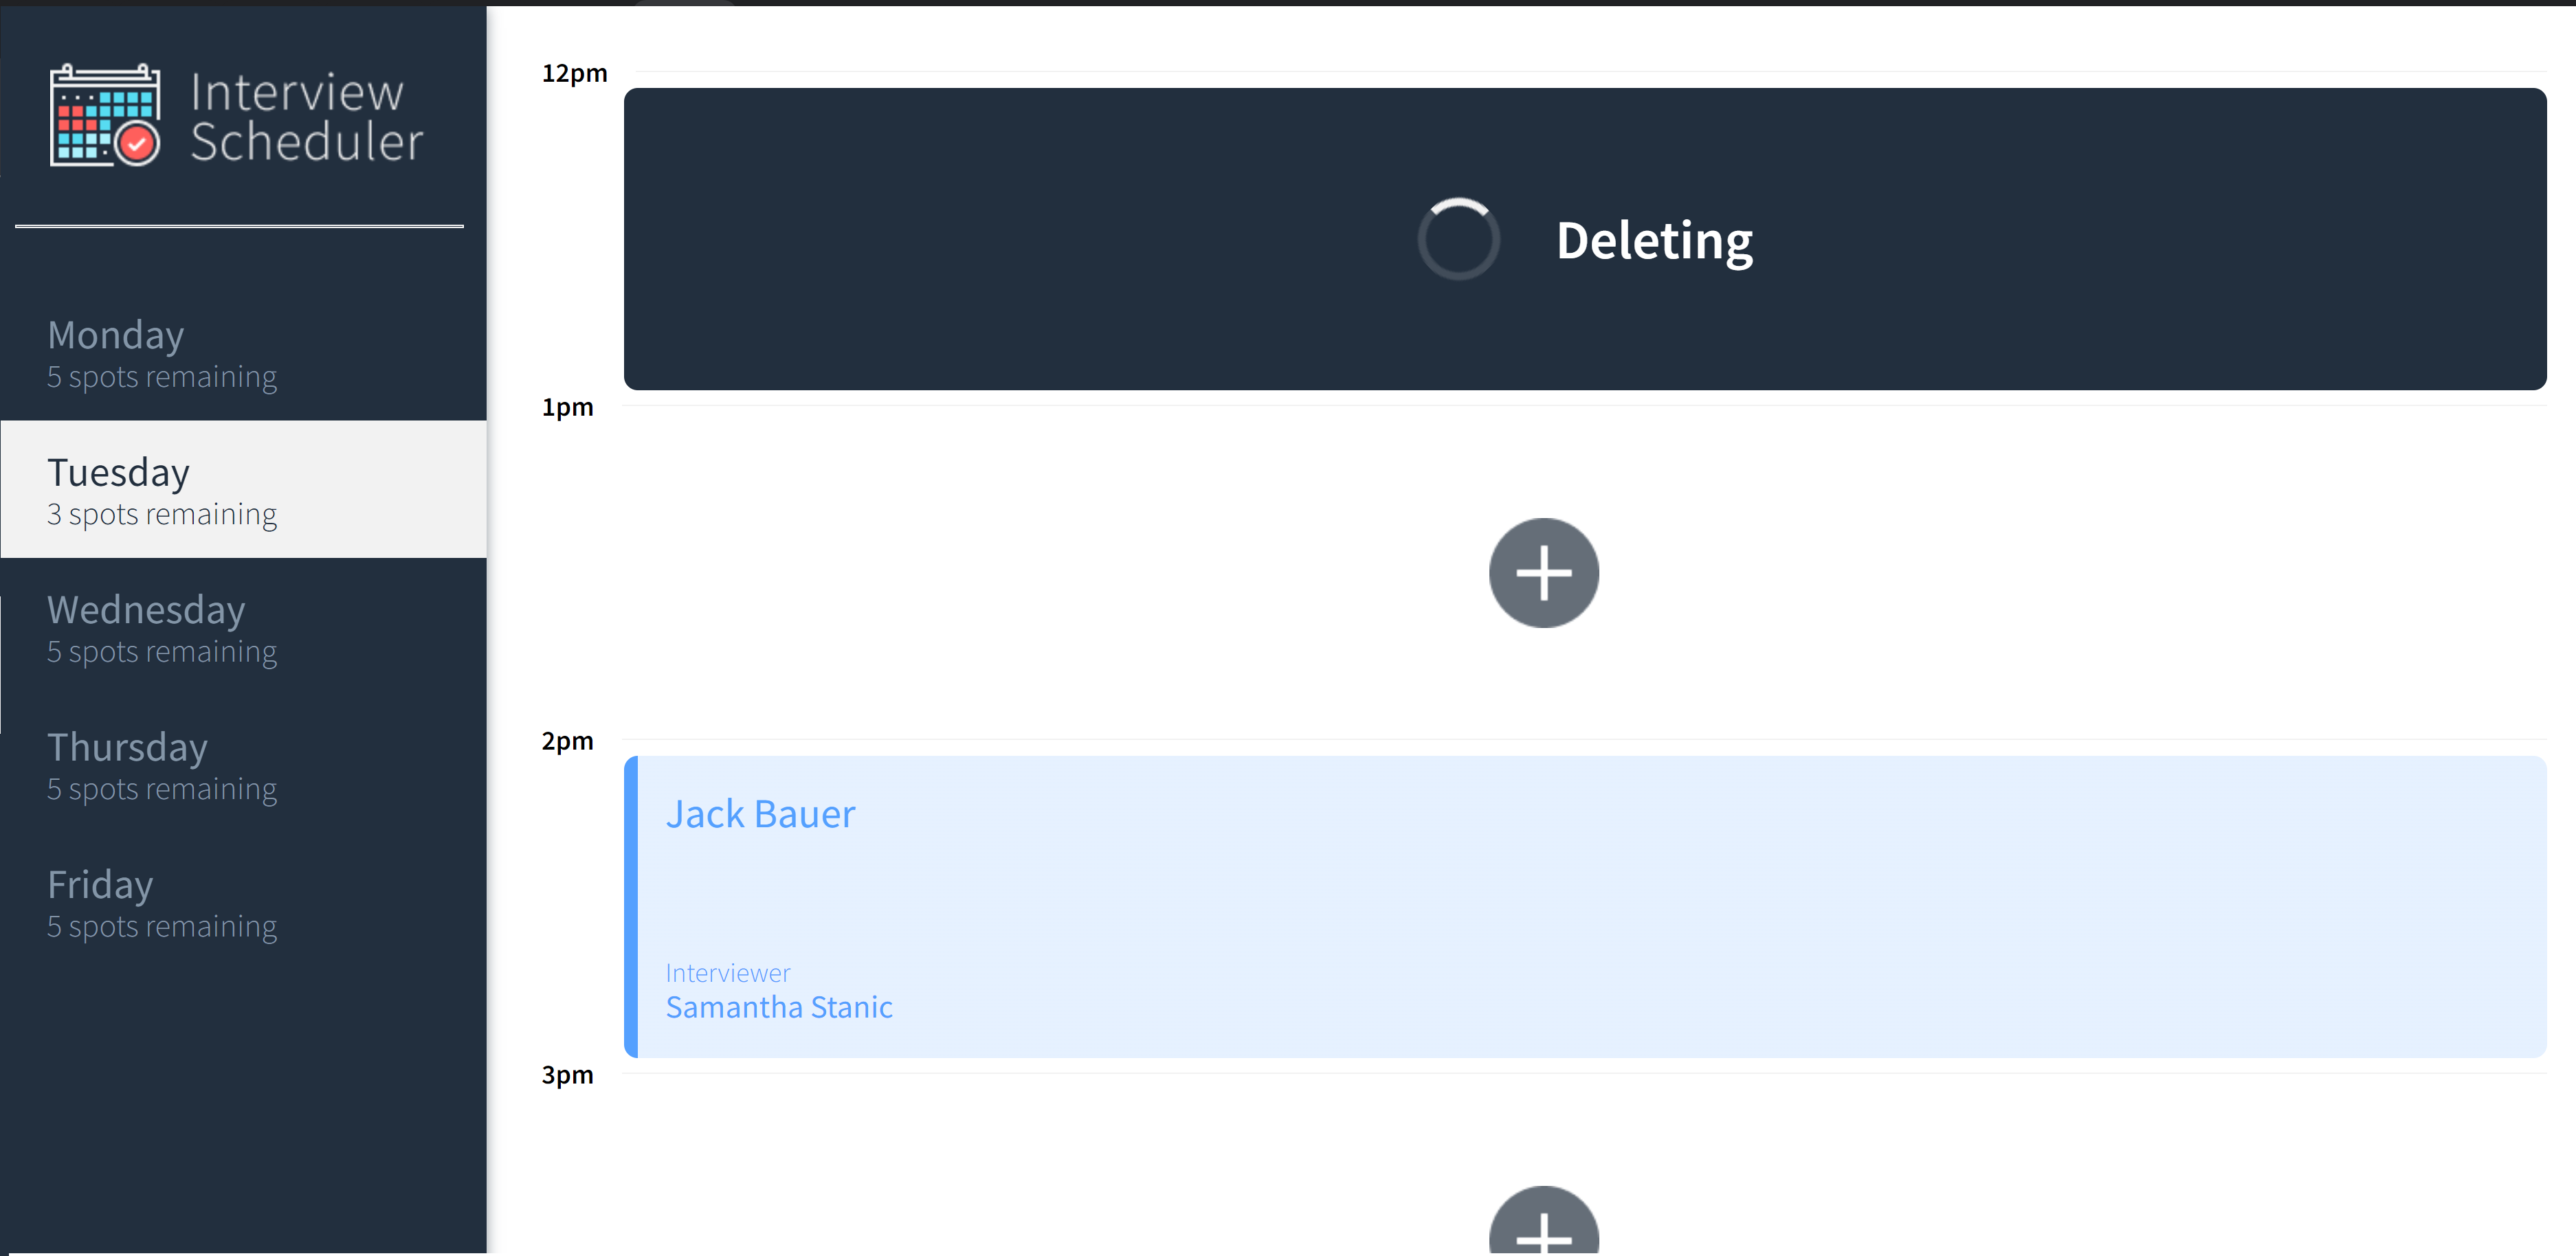 Interview
Scheduler
Monday
5 spots remaining
Tuesday
3 spots remaining
Wednesday
5 spots remaining
Thursday
5 spots remaining
Friday
5 spots remaining
12pm
Deleting
1pm
2pm
Jack Bauer
Interviewer
Samantha Stanic
3pm